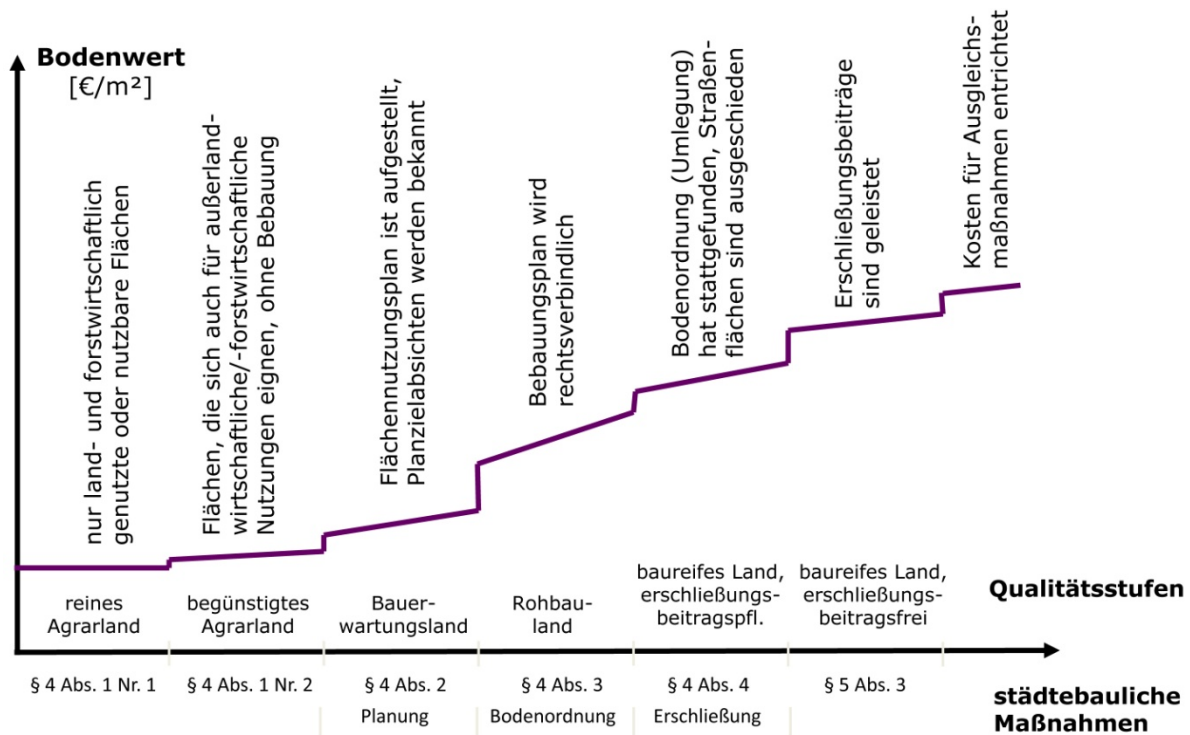 Bodenwert
[€/m²]
nur land- und forstwirtschaftlich
genutzte oder nutzbare Flächen
Flächen, die sich auch für außerland-
wirtschaftliche/-forstwirtschaftliche
Nutzungen eignen, ohne Bebauung
Flächennutzungsplan ist aufgestellt,
Planzielabsichten werden bekannt
Bebauungsplan wird
rechtsverbindlich
Bodenordnung (Umlegung)
hat stattgefunden, Straßen-
flächen sind ausgeschieden
Erschließungsbeiträge
sind geleistet
Kosten für Ausgleichs-
maßnahmen entrichtet
reines
Agrarland
begünstigtes
Agrarland
Bauer-
wartungsland
Rohbau-
land
baureifes Land,
erschließungs-
beitragspfl.
baureifes Land,
erschließungs-
beitragsfrei
Qualitätsstufen
§ 4 Abs. 1 Nr. 1
§ 4 Abs. 1 Nr. 2
§ 4 Abs. 2
§ 4 Abs. 3
§ 4 Abs. 4
§ 5 Abs. 3
Planung
Bodenordnung
Erschließung
städtebauliche
Maßnahmen